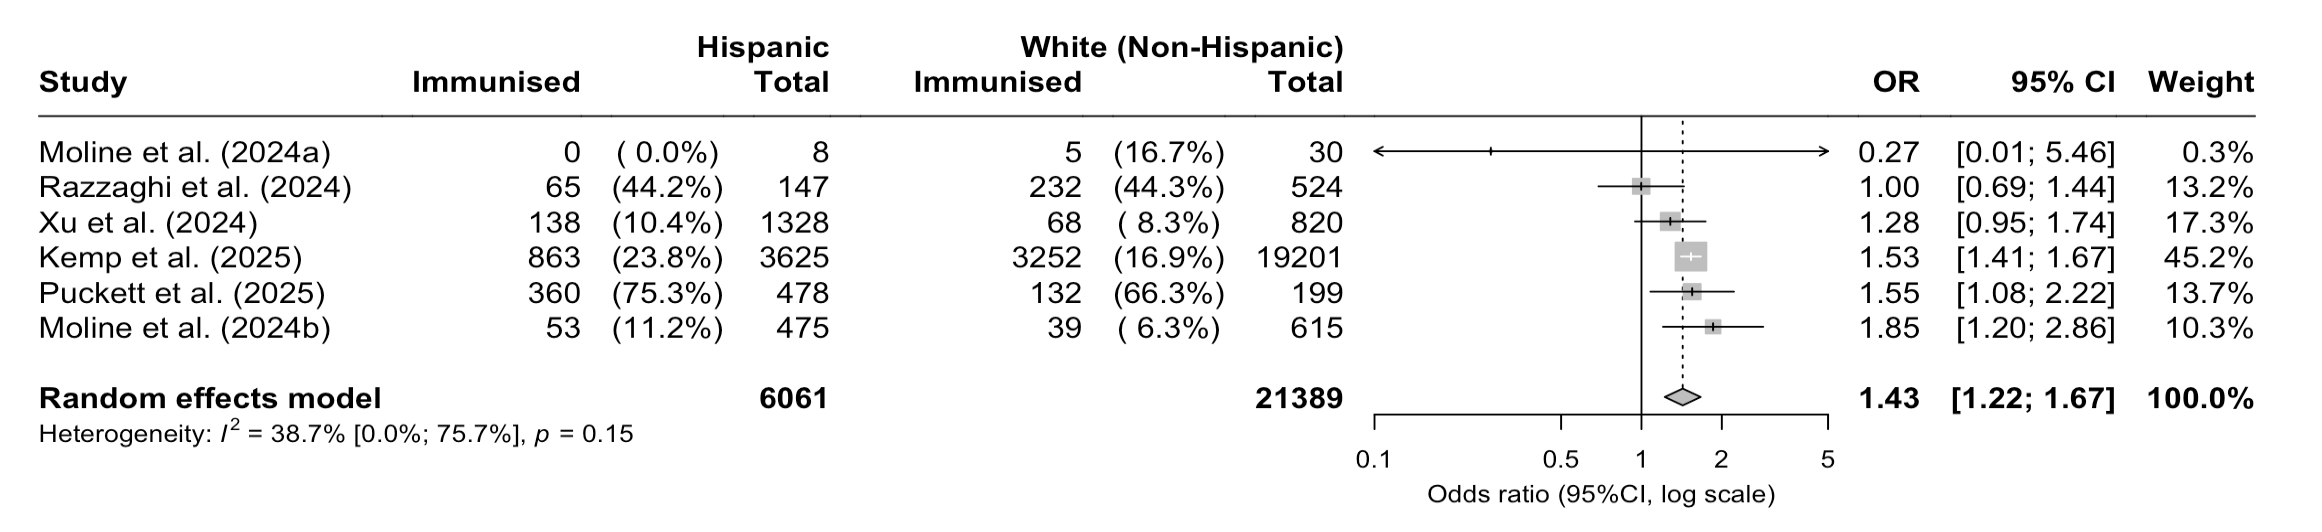 Hispanic White (Non-Hispanic)
Study Immunised Total Immunised Total OR 95% CI Weight
Moline et al. (2024a) 0 ( 0.0%) 8 5 (16.7%) 30 0.27 [0.01; 5.46] 0.3%
Razzaghi et al. (2024) 65 (44.2%) 147 232 (44.3%) 524 1.00 [0.69; 1.44] 13.2%
Xu et al. (2024) 138 (10.4%) 1328 68 ( 8.3%) 820 1.28 [0.95; 1.74] 17.3%
Kemp et al. (2025) 863 (23.8%) 3625 3252 (16.9%) 19201 1.53 [1.41; 1.67] 45.2%
Puckett et al. (2025) 360 (75.3%) 478 132 (66.3%) 199 1.55 [1.08; 2.22] 13.7%
Moline et al. (2024b) 53 (11.2%) 475 39 ( 6.3%) 615 1.85 [1.20; 2.86] 10.3%
Random effects model 6061 21389 1.43 [1.22; 1.67] 100.0%
Heterogeneity: I² = 38.7% [0.0%; 75.7%], p = 0.15
0.1 0.5 1 2 5
Odds ratio (95%CI, log scale)